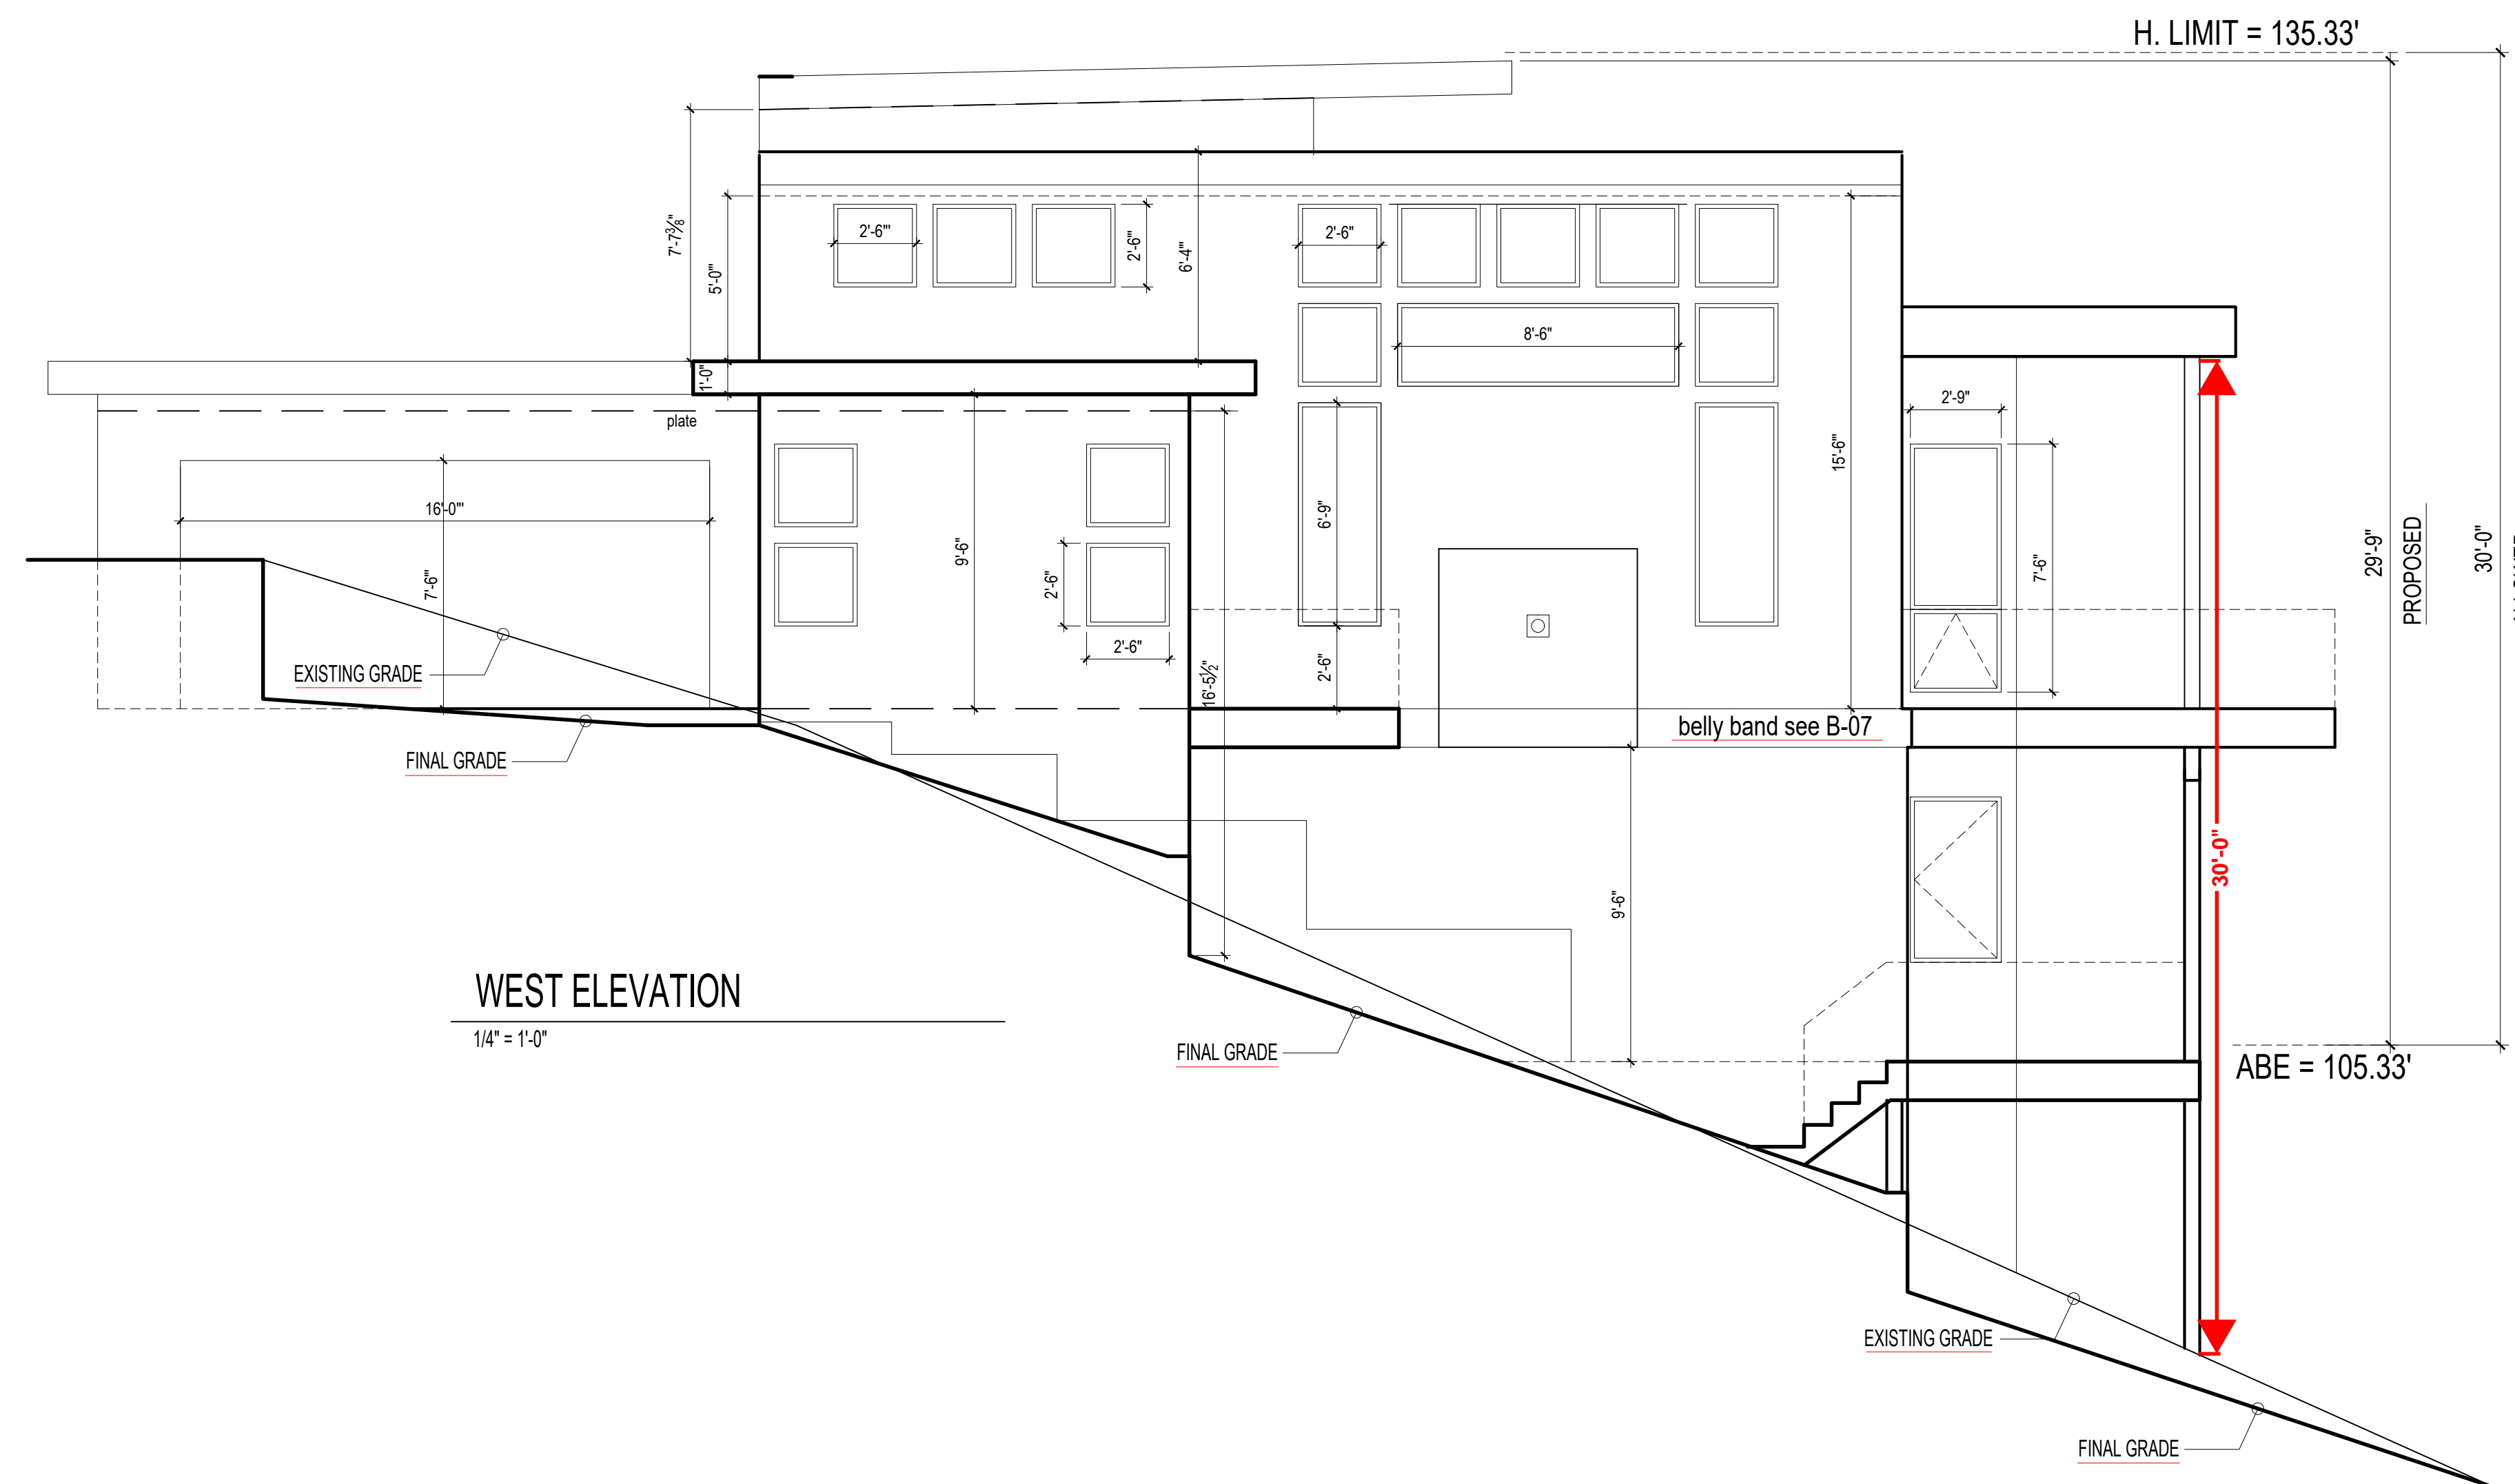 H. LIMIT = 135.33'
7'-7⅜"
5'-0'"
2'-6'"
2'-6'"
6'-4'"
2'-6"
8'-6"
1'-0"
plate
2'-9"
15'-6'"
16'-0'"
7'-6'"
9'-6"
2'-6"
2'-6"
6'-9"
7'-6"
29'-9"
PROPOSED
30'-0"
EXISTING GRADE
16'-5½"
2'-6"
belly band see B-07
FINAL GRADE
30'-0"
9'-6"
WEST ELEVATION
1/4" = 1'-0"
FINAL GRADE
ABE = 105.33'
EXISTING GRADE
FINAL GRADE